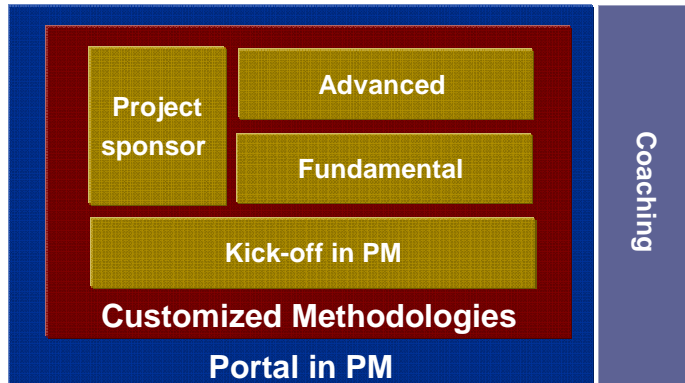 Project
sponsor
Advanced
Fundamental
Kick-off in PM
Customized Methodologies
Portal in PM
Coaching